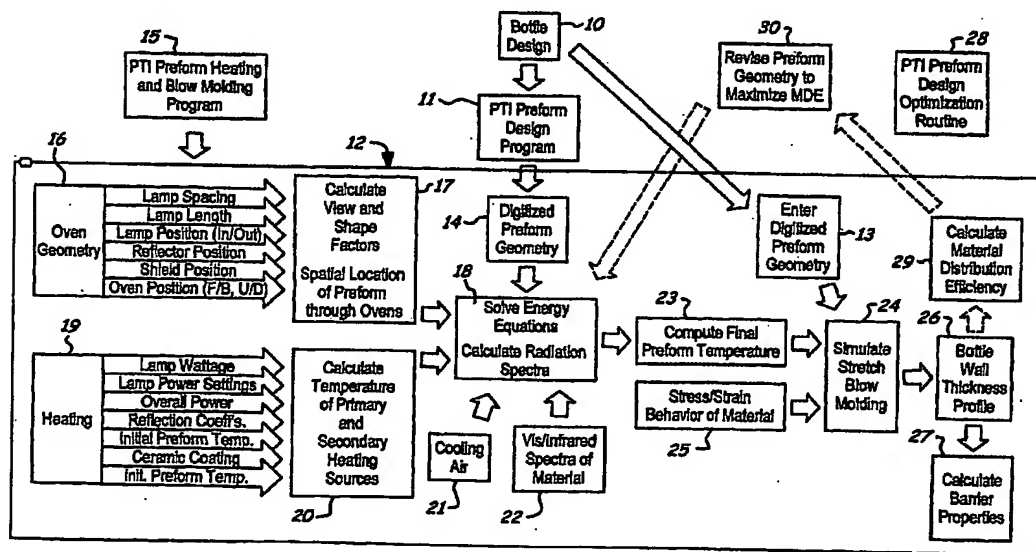 15
PTI Preform Heating
and Blow Molding
Program
Bottle
Design
10
11
PTI Preform
Design
Program
30
Revise Preform
Geometry to
Maximize MDE
28
PTI Preform
Design
Optimization
Routine
12
16
Oven
Geometry
Lamp Spacing
Lamp Length
Lamp Position (In/Out)
Reflector Position
Shield Position
Oven Position (F/B, U/D)
17
Calculate
View and
Shape
Factors
Spatial Location
of Preform
through Ovens
14
Digitized
Preform
Geometry
Enter
Digitized
Preform
Geometry
13
Calculate
Material
Distribution
Efficiency
29
18
Solve Energy
Equations
Calculate Radiation
Spectra
23
Compute Final
Preform Temperature
24
Simulate
Stretch Blow
Molding
26
Bottle
Wall
Thickness
Profile
19
Heating
Lamp Wattage
Lamp Power Settings
Overall Power
Reflection Coeff's.
Initial Preform Temp.
Ceramic Coating
Init. Preform Temp.
Calculate
Temperature
of Primary
and
Secondary
Heating
Sources
20
Cooling
Air
21
Vis/Infrared
Spectra of
Material
22
Stress/Strain
Behavior of Material
25
27
Calculate
Barrier
Properties